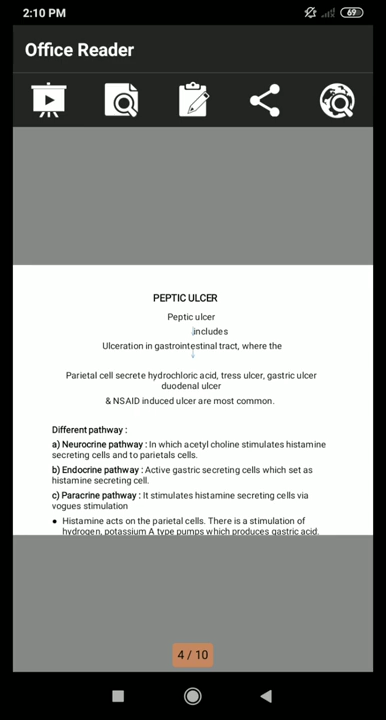 2:10 PM
69
Office Reader
PEPTIC ULCER
Peptic ulcer
includes
Ulceration in gastrointestinal tract, where the
Parietal cell secrete hydrochloric acid, tress ulcer, gastric ulcer
duodenal ulcer
& NSAID induced ulcer are most common.
Different pathway :
a) Neurocrine pathway : In which acetyl choline stimulates histamine
secreting cells and to parietals cells.
b) Endocrine pathway : Active gastric secreting cells which set as
histamine secreting cell.
c) Paracrine pathway : It stimulates histamine secreting cells via
vogues stimulation
• Histamine acts on the parietal cells. There is a stimulation of
hydrogen, potassium A type pumps which produces gastric acid.
4 / 10